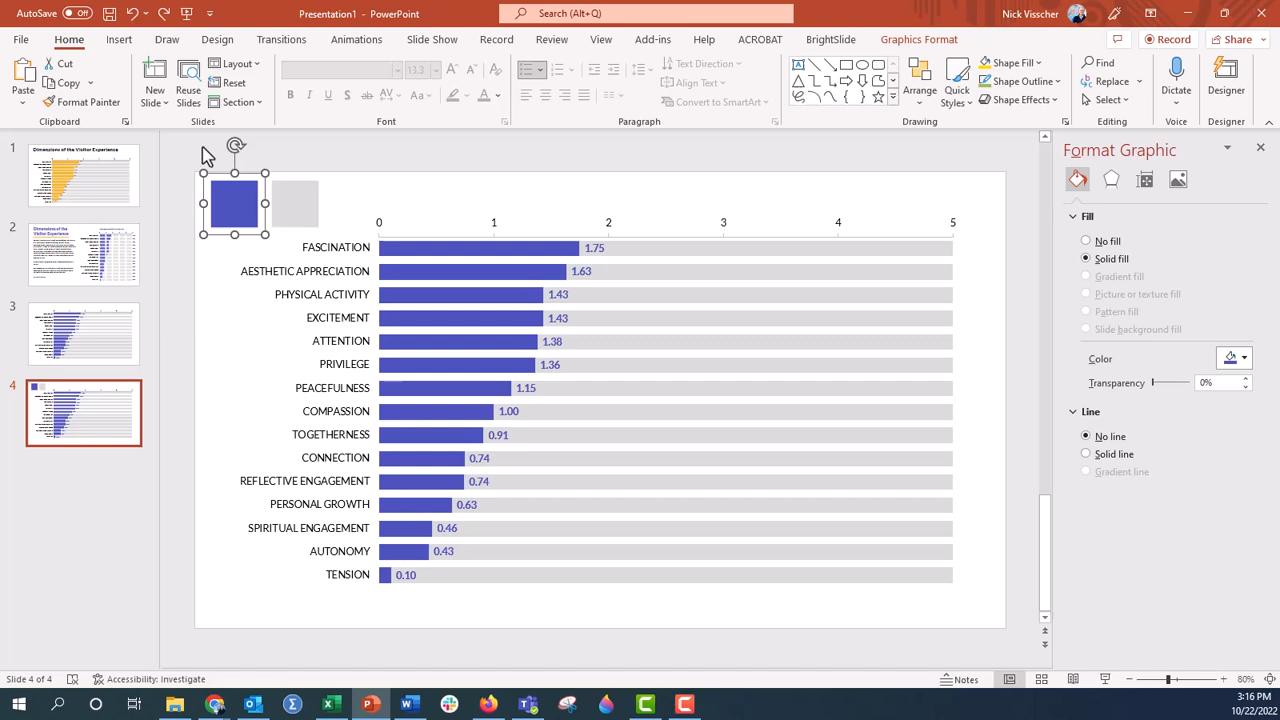 AutoSave Off Presentation1 - PowerPoint Search (Alt+Q) Nick Visscher
File Home Insert Draw Design Transitions Animations Slide Show Record Review View Add-ins Help ACROBAT BrightSlide Graphics Format Record Share
Paste Cut Copy Format Painter Clipboard
New Slide Reuse Slides Layout Reset Section Slides
13.3 Font
Text Direction Align Text Convert to SmartArt Paragraph
Arrange Quick Styles Shape Fill Shape Outline Shape Effects Drawing
Find Replace Select Editing
Dictate Voice
Designer Designer
1
Dimensions of the Visitor Experience
2
Dimensions of the Visitor Experience
3
4
0 1 2 3 4 5
FASCINATION 1.75
AESTHETIC APPRECIATION 1.63
PHYSICAL ACTIVITY 1.43
EXCITEMENT 1.43
ATTENTION 1.38
PRIVILEGE 1.36
PEACEFULNESS 1.15
COMPASSION 1.00
TOGETHERNESS 0.91
CONNECTION 0.74
REFLECTIVE ENGAGEMENT 0.74
PERSONAL GROWTH 0.63
SPIRITUAL ENGAGEMENT 0.46
AUTONOMY 0.43
TENSION 0.10
Format Graphic
Fill
No fill
Solid fill
Gradient fill
Picture or texture fill
Pattern fill
Slide background fill
Color
Transparency 0%
Line
No line
Solid line
Gradient line
Slide 4 of 4 Accessibility: Investigate Notes 80%
3:16 PM
10/22/2022